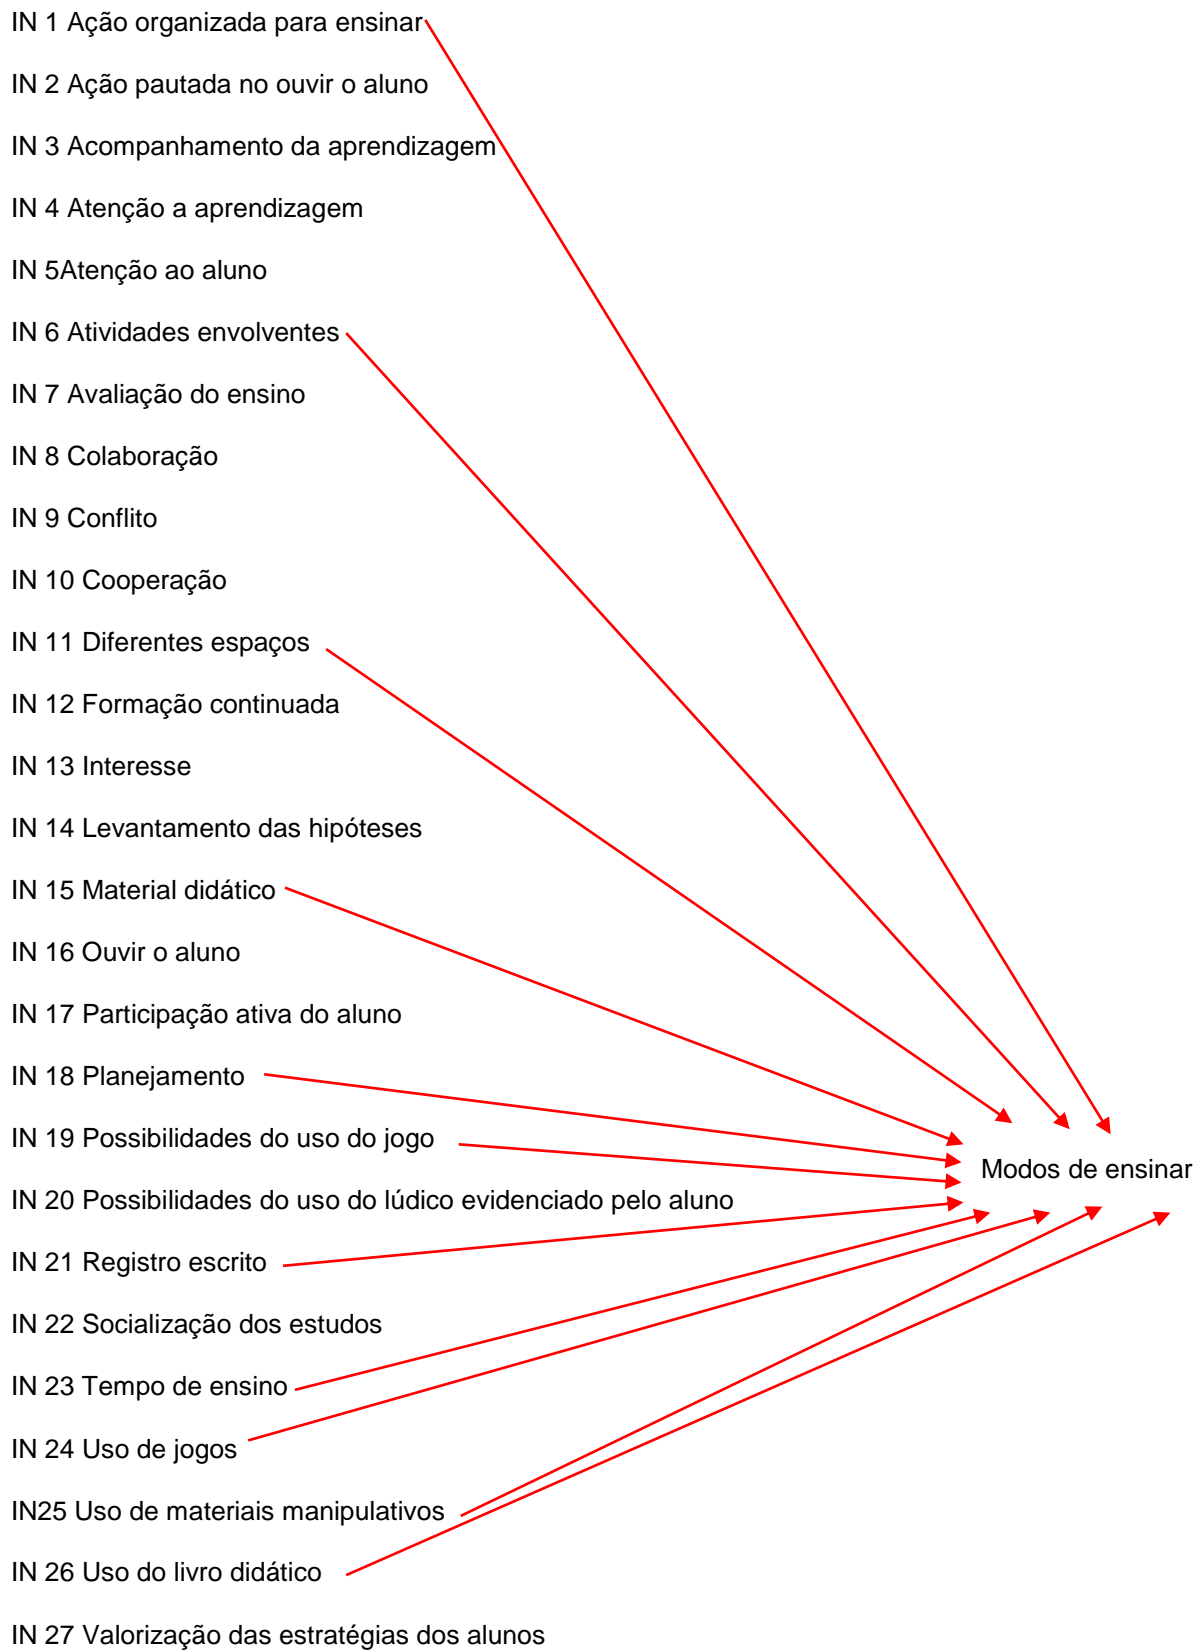 IN 1 Ação organizada para ensinar
IN 2 Ação pautada no ouvir o aluno
IN 3 Acompanhamento da aprendizagem
IN 4 Atenção a aprendizagem
IN 5Atenção ao aluno
IN 6 Atividades envolventes
IN 7 Avaliação do ensino
IN 8 Colaboração
IN 9 Conflito
IN 10 Cooperação
IN 11 Diferentes espaços
IN 12 Formação continuada
IN 13 Interesse
IN 14 Levantamento das hipóteses
IN 15 Material didático
IN 16 Ouvir o aluno
IN 17 Participação ativa do aluno
IN 18 Planejamento
IN 19 Possibilidades do uso do jogo
Modos de ensinar
IN 20 Possibilidades do uso do lúdico evidenciado pelo aluno
IN 21 Registro escrito
IN 22 Socialização dos estudos
IN 23 Tempo de ensino
IN 24 Uso de jogos
IN25 Uso de materiais manipulativos
IN 26 Uso do livro didático
IN 27 Valorização das estratégias dos alunos